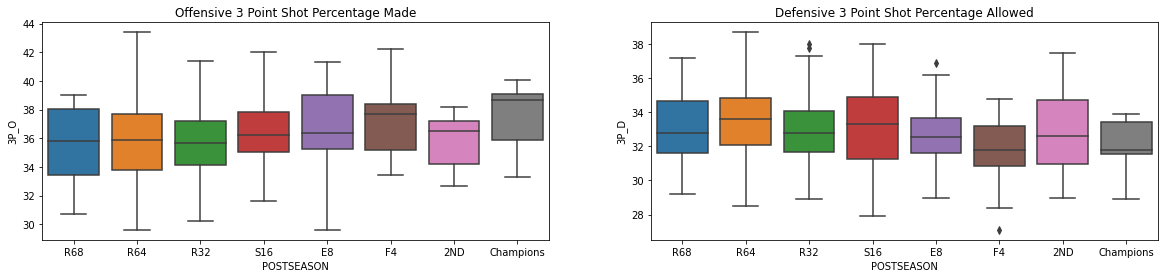 Offensive 3 Point Shot Percentage Made
44
42
40
38
36
34
32
30
3P_O
R68 R64 R32 S16 E8 F4 2ND Champions
POSTSEASON
Defensive 3 Point Shot Percentage Allowed
38
36
34
32
30
28
3P_D
R68 R64 R32 S16 E8 F4 2ND Champions
POSTSEASON